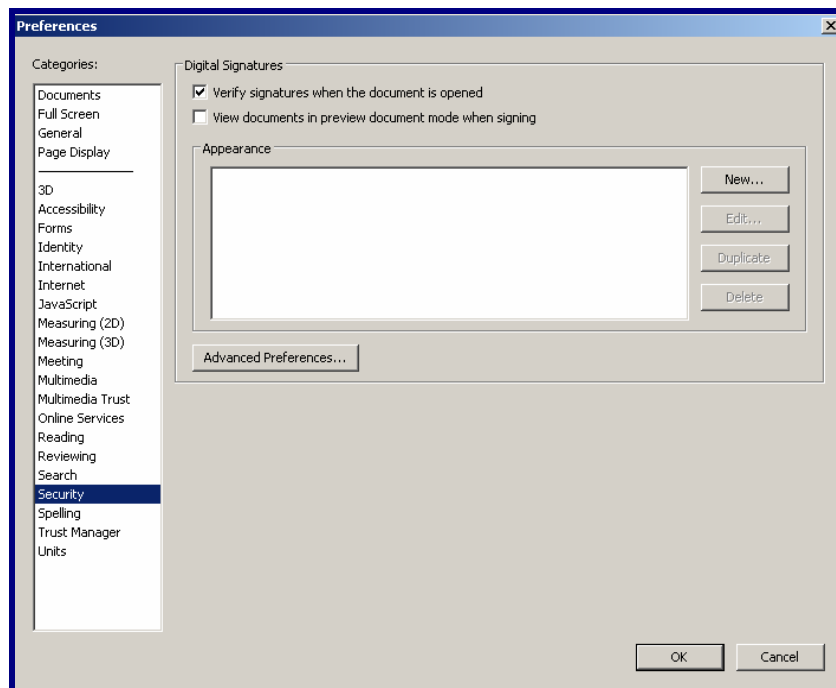 Preferences
Categories:
Documents
Full Screen
General
Page Display
3D
Accessibility
Forms
Identity
International
Internet
JavaScript
Measuring (2D)
Measuring (3D)
Meeting
Multimedia
Multimedia Trust
Online Services
Reading
Reviewing
Search
Security
Spelling
Trust Manager
Units
Digital Signatures
Verify signatures when the document is opened
View documents in preview document mode when signing
Appearance
New...
Edit...
Duplicate
Delete
Advanced Preferences...
OK
Cancel